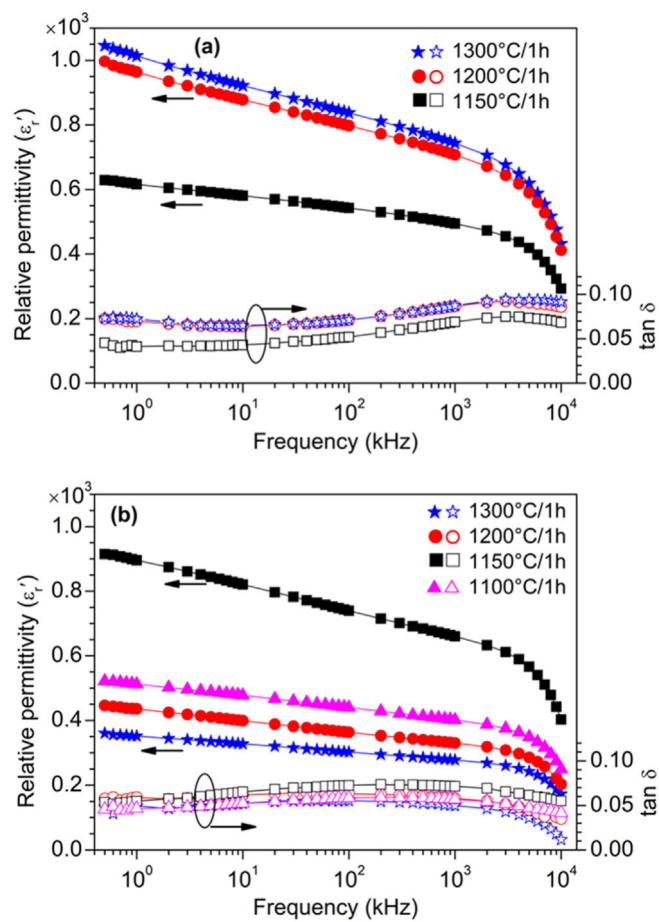 ×10³
(a)
1300°C/1h
1200°C/1h
1150°C/1h
Relative permittivity (εᵣ′)
1.0
0.8
0.6
0.4
0.2
0.0
0.10
0.05
0.00
tan δ
10⁰ 10¹ 10² 10³ 10⁴
Frequency (kHz)
×10³
(b)
1300°C/1h
1200°C/1h
1150°C/1h
1100°C/1h
Relative permittivity (εᵣ′)
1.0
0.8
0.6
0.4
0.2
0.0
0.10
0.05
0.00
tan δ
10⁰ 10¹ 10² 10³ 10⁴
Frequency (kHz)